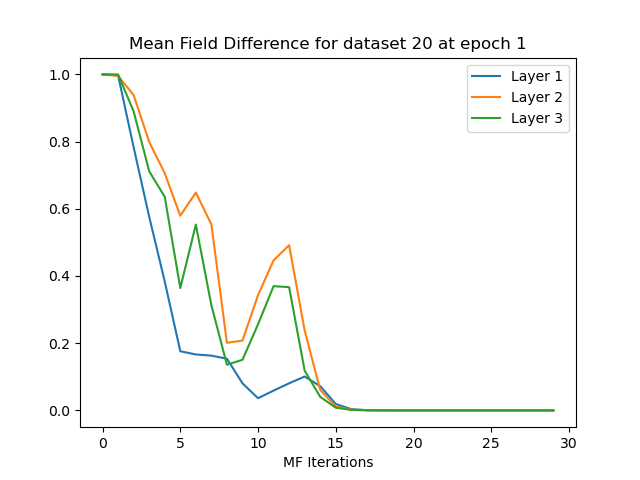 Mean Field Difference for dataset 20 at epoch 1
Layer 1
Layer 2
Layer 3
1.0
0.8
0.6
0.4
0.2
0.0
0 5 10 15 20 25 30
MF Iterations